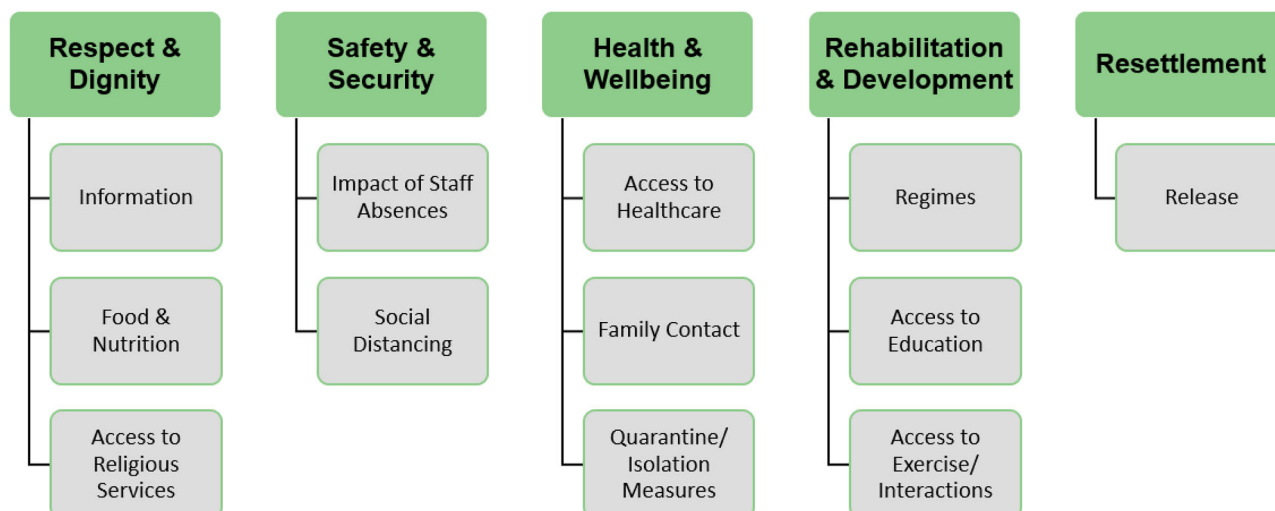 Respect &
Dignity
Information
Food &
Nutrition
Access to
Religious
Services
Safety &
Security
Impact of Staff
Absences
Social
Distancing
Health &
Wellbeing
Access to
Healthcare
Family Contact
Quarantine/
Isolation
Measures
Rehabilitation
& Development
Regimes
Access to
Education
Access to
Exercise/
Interactions
Resettlement
Release